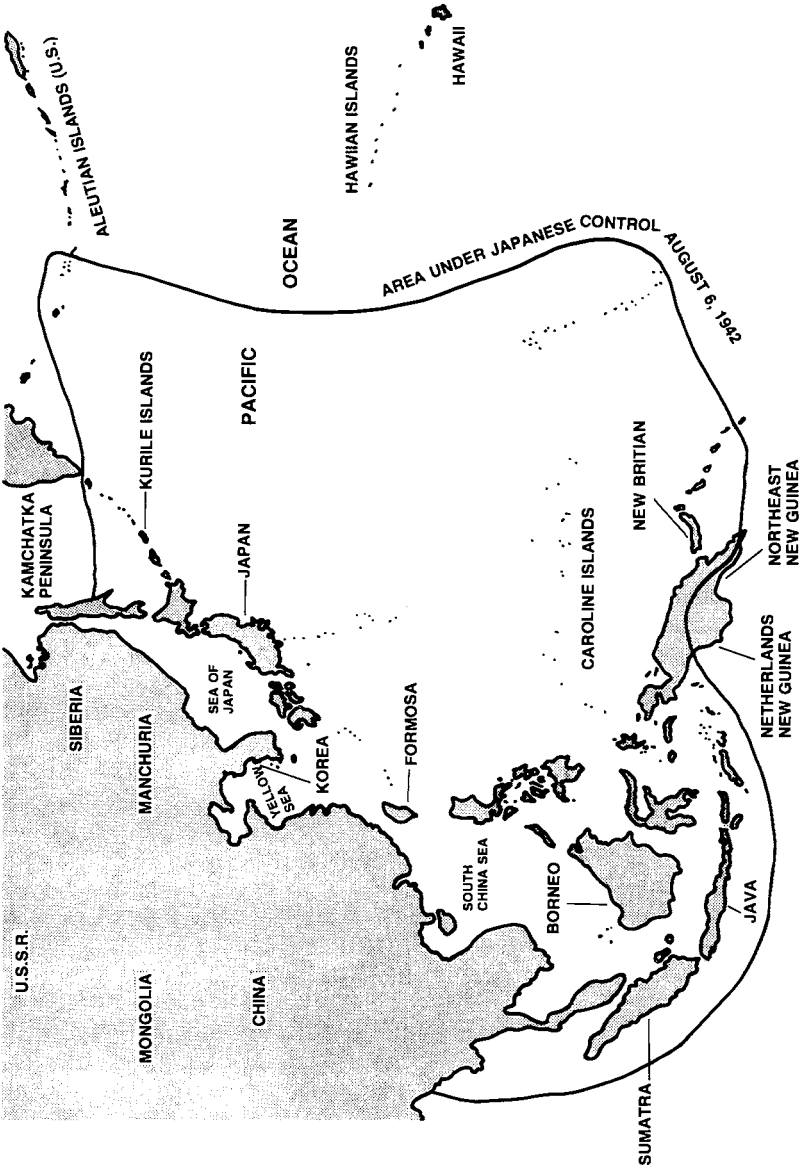 ALEUTIAN ISLANDS (U.S.)
HAWIIAN ISLANDS
HAWAII
OCEAN
AREA UNDER JAPANESE CONTROL AUGUST 6, 1942
PACIFIC
KURILE ISLANDS
KAMCHATKA
PENINSULA
JAPAN
NEW BRITIAN
CAROLINE ISLANDS
NORTHEAST
NEW GUINEA
NETHERLANDS
NEW GUINEA
SEA OF
JAPAN
SIBERIA
MANCHURIA
YELLOW
SEA
KOREA
FORMOSA
SOUTH
CHINA SEA
BORNEO
JAVA
U.S.S.R.
MONGOLIA
CHINA
SUMATRA